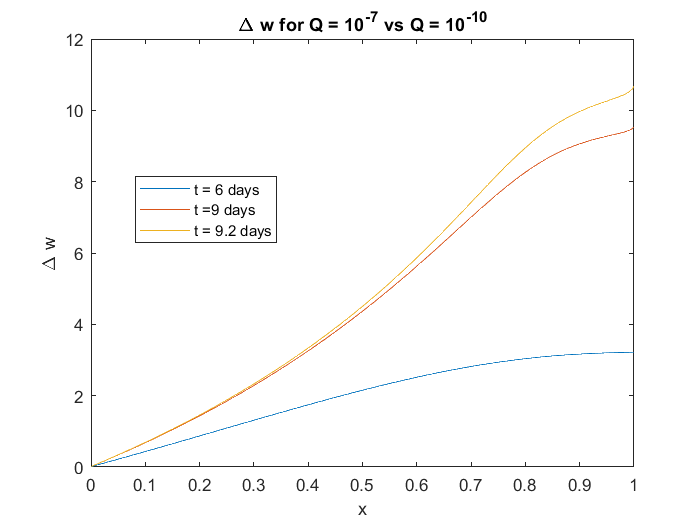 Δ w for Q = 10^-7 vs Q = 10^-10
12
10
8
6
4
2
0
Δ w
t = 6 days
t =9 days
t = 9.2 days
0 0.1 0.2 0.3 0.4 0.5 0.6 0.7 0.8 0.9 1
x